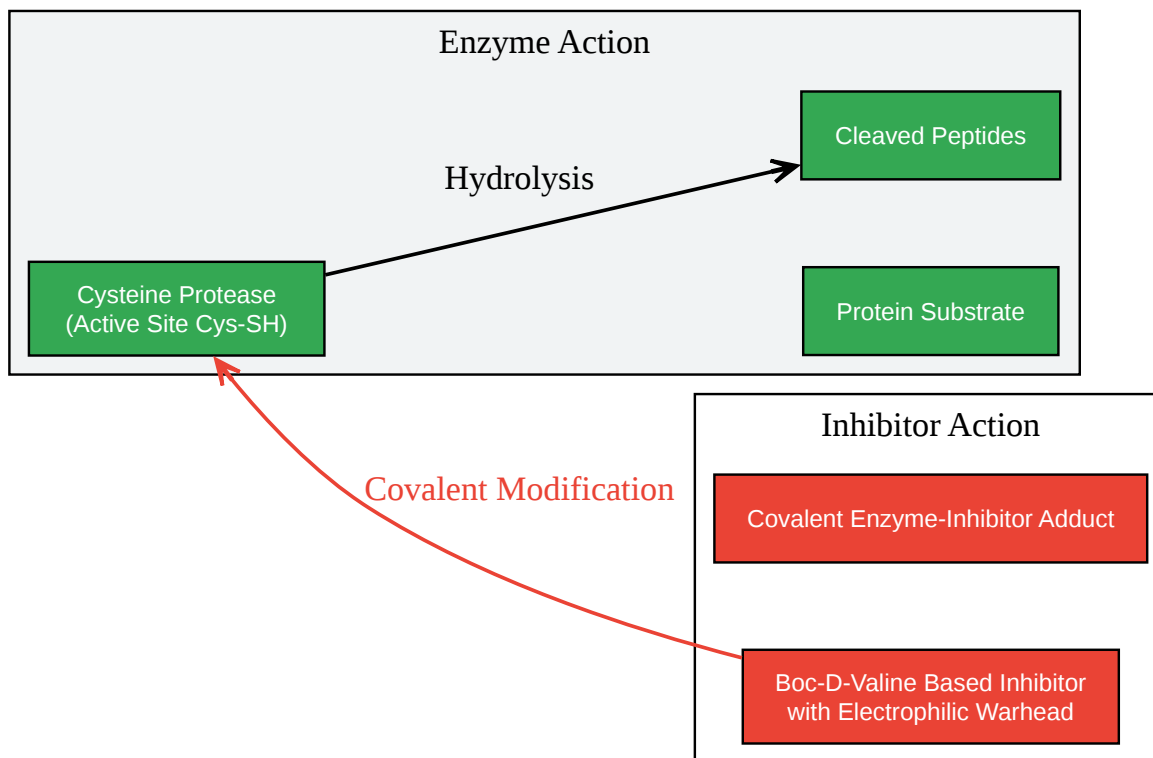 Enzyme Action
Cleaved Peptides
Hydrolysis
Cysteine Protease
(Active Site Cys-SH)
Protein Substrate
Inhibitor Action
Covalent Modification
Covalent Enzyme-Inhibitor Adduct
Boc-D-Valine Based Inhibitor
with Electrophilic Warhead